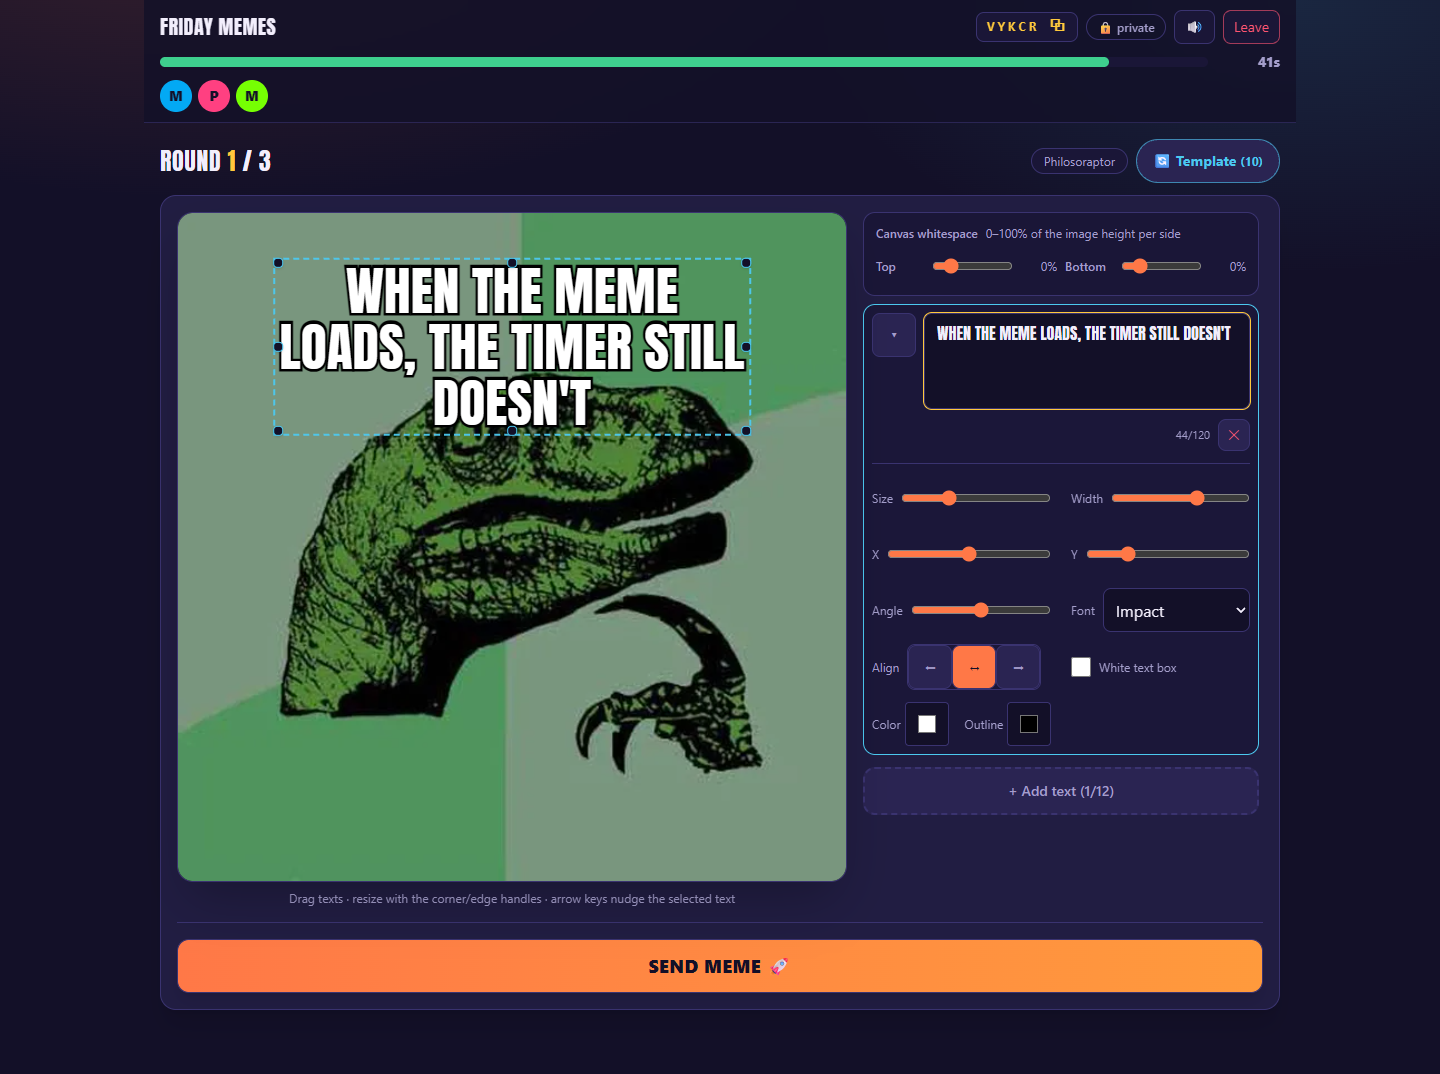 FRIDAY MEMES
VYKCR
private
Leave
41s
M P M
ROUND 1 / 3
Philosoraptor
Template (10)
WHEN THE MEME
LOADS, THE TIMER STILL
DOESN'T
Canvas whitespace 0–100% of the image height per side
Top 0% Bottom 0%
WHEN THE MEME LOADS, THE TIMER STILL DOESN'T
44/120
Size Width
X Y
Angle Font Impact
Align White text box
Color Outline
+ Add text (1/12)
Drag texts · resize with the corner/edge handles · arrow keys nudge the selected text
SEND MEME